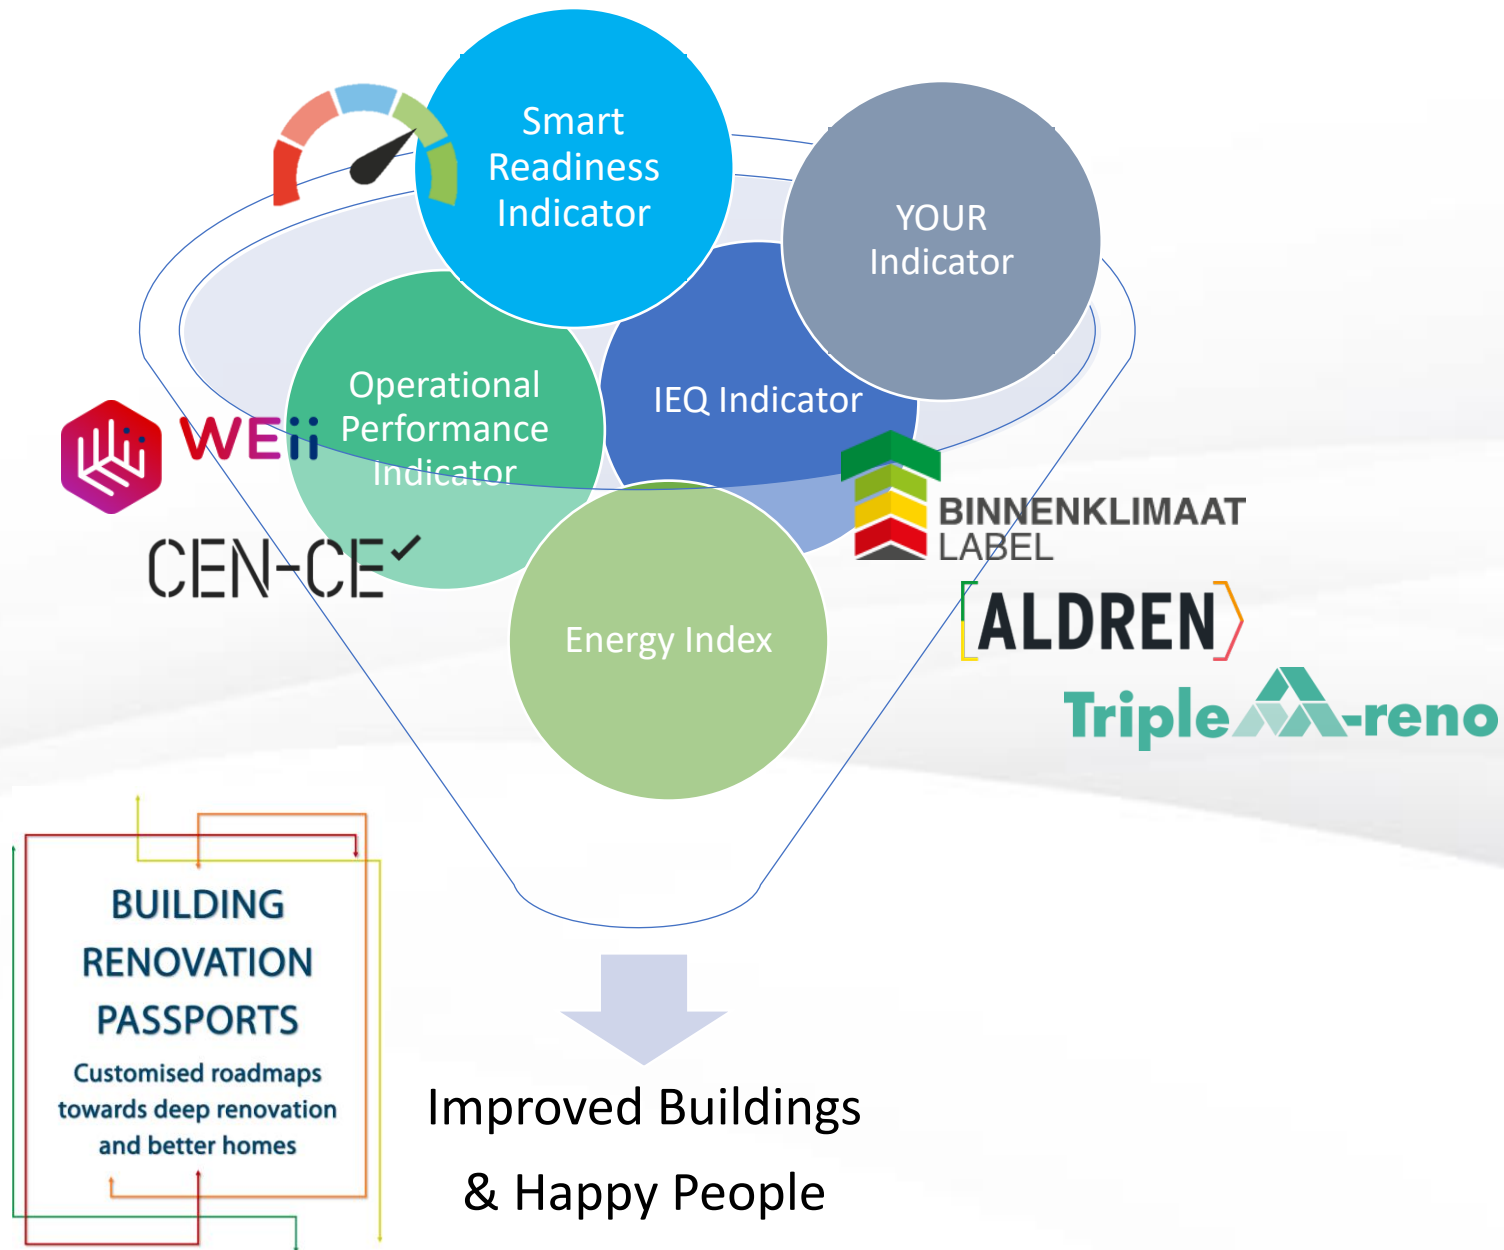 Smart
Readiness
Indicator
YOUR
Indicator
Operational
Performance
Indicator
IEQ Indicator
WEii
CEN-CE
BINNENKLIMAAT
LABEL
ALDREN
Energy Index
Triple A-reno
BUILDING
RENOVATION
PASSPORTS
Customised roadmaps
towards deep renovation
and better homes
Improved Buildings
& Happy People